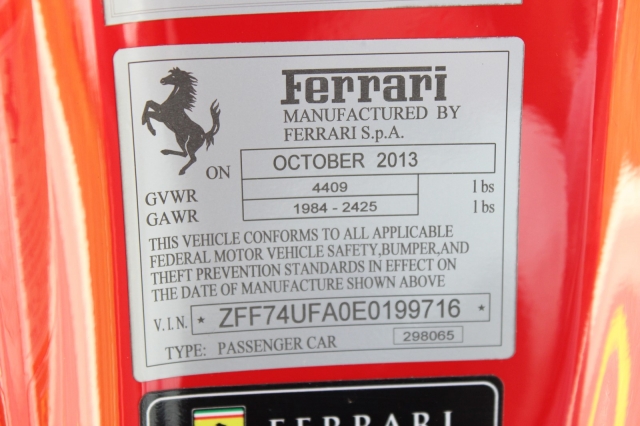 Ferrari
MANUFACTURED BY
FERRARI S.p.A.
ON OCTOBER 2013
GVWR 4409 lbs
GAWR 1984 - 2425 lbs
THIS VEHICLE CONFORMS TO ALL APPLICABLE
FEDERAL MOTOR VEHICLE SAFETY,BUMPER,AND
THEFT PREVENTION STANDARDS IN EFFECT ON
THE DATE OF MANUFACTURE SHOWN ABOVE
V.I.N. * ZFF74UFA0E0199716 *
TYPE: PASSENGER CAR 298065
FERRARI